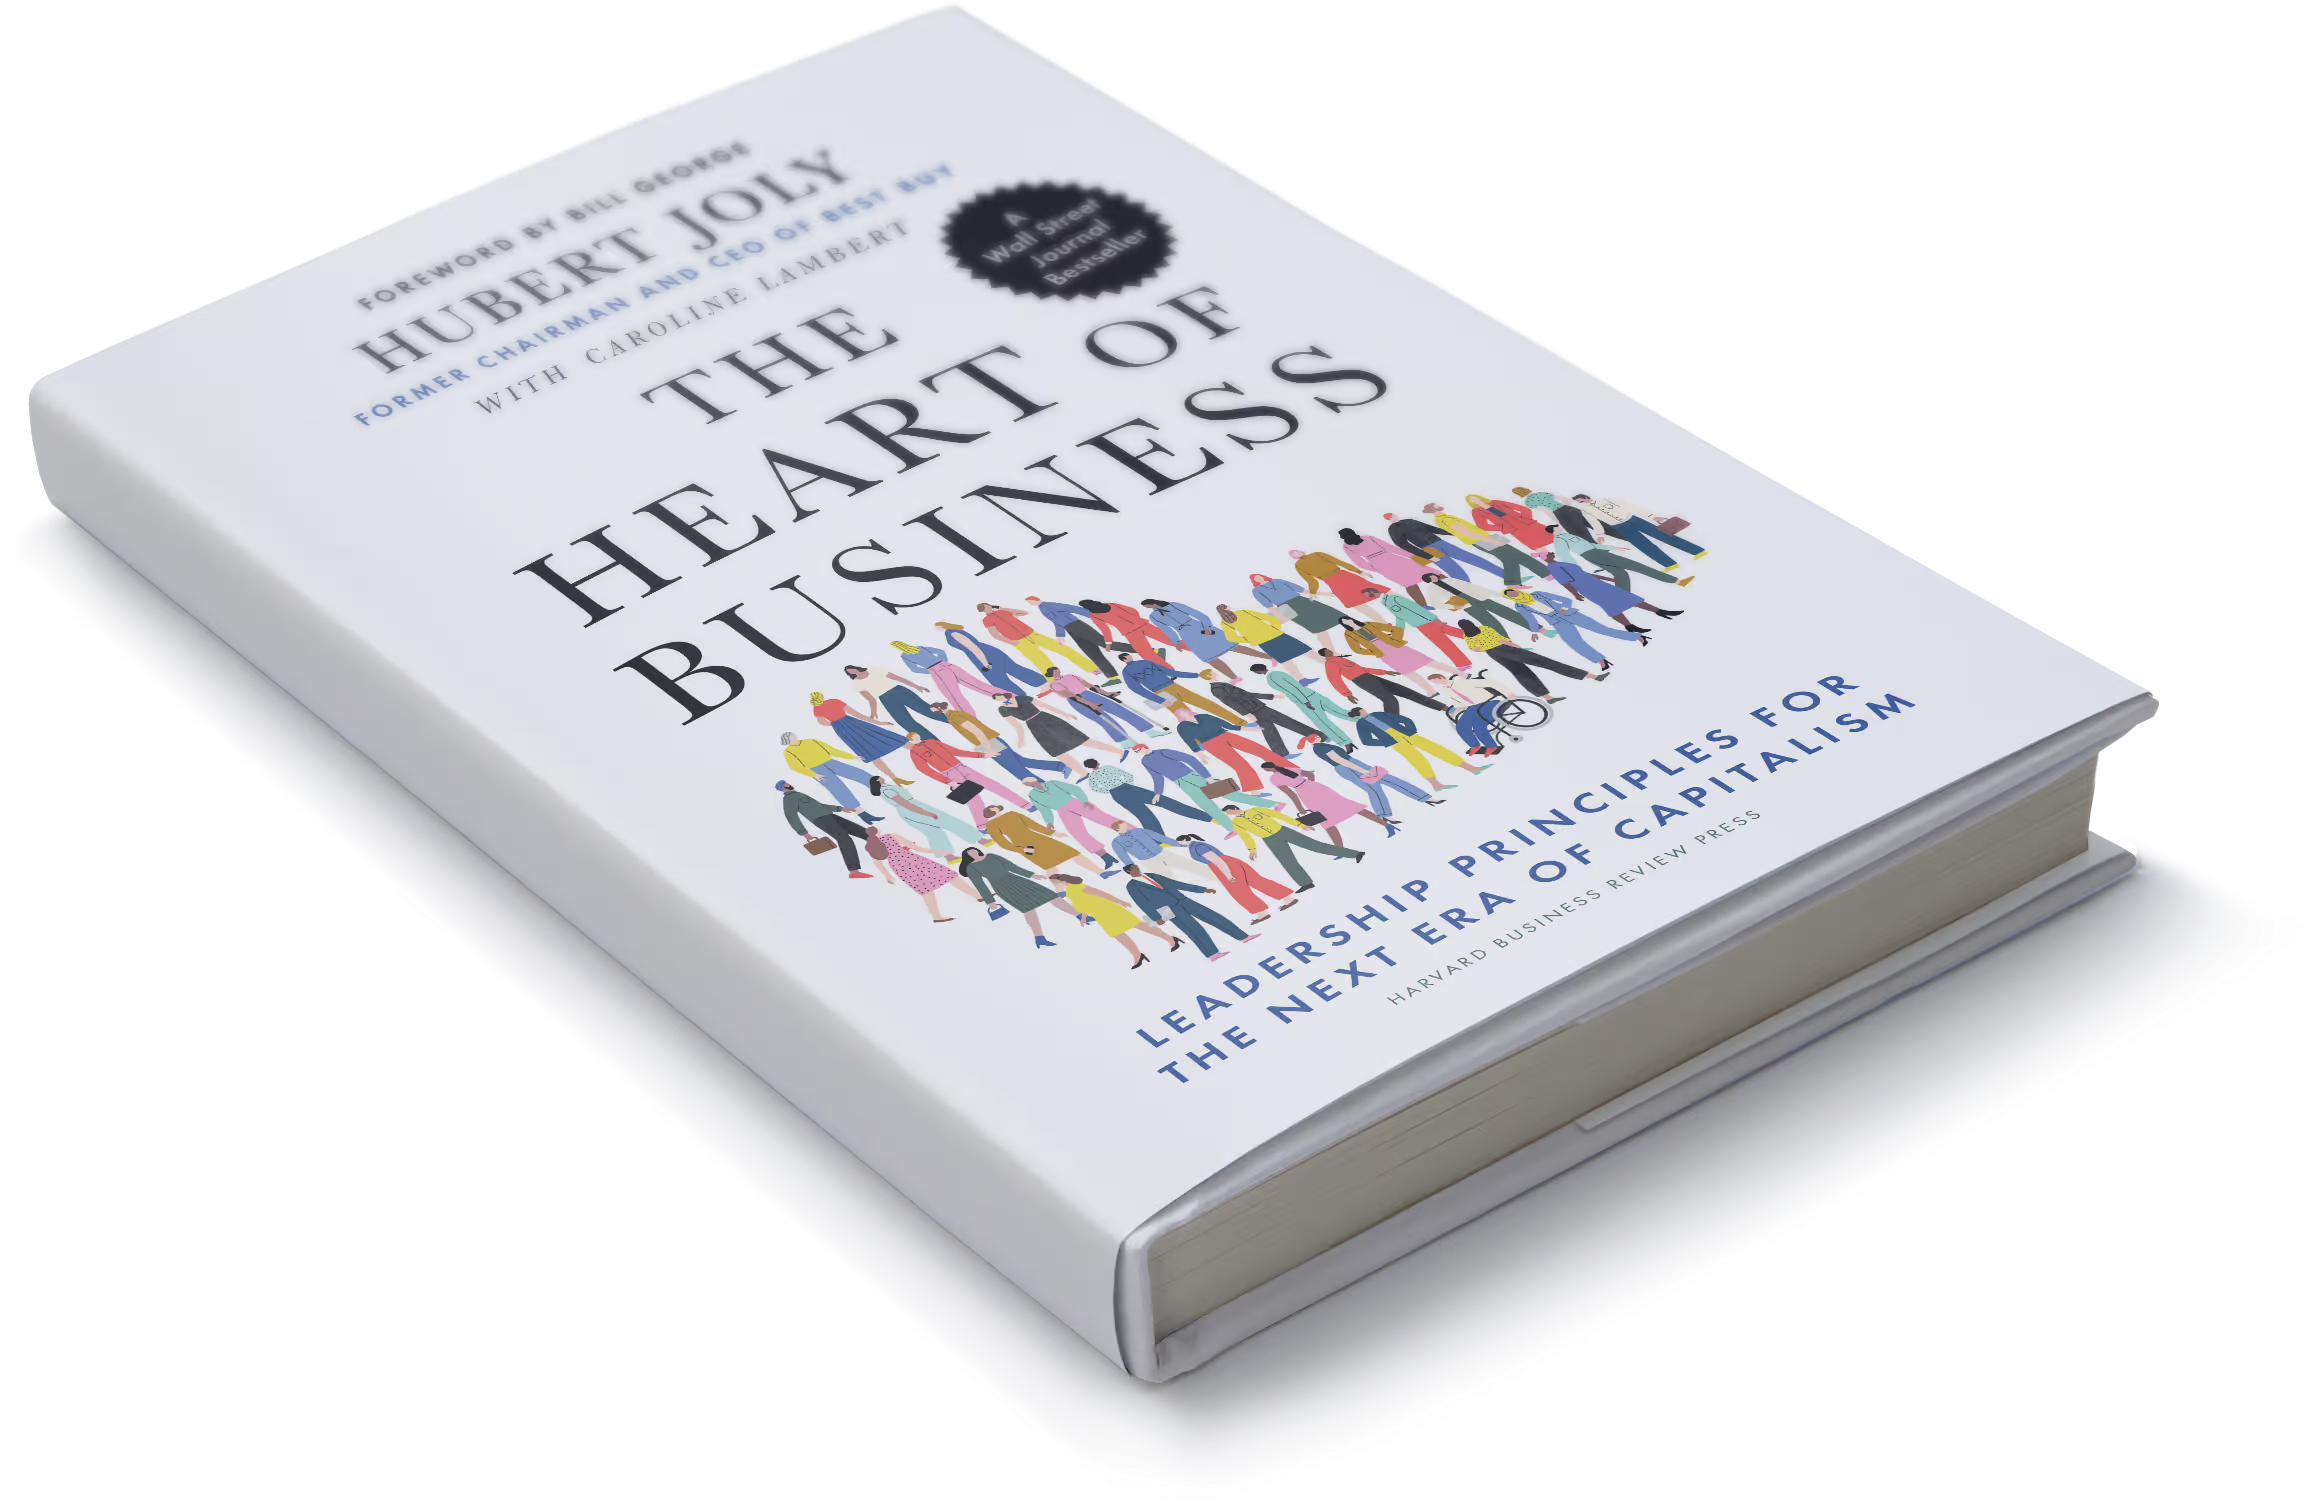 FOREWORD BY BILL GEORGE
HUBERT JOLY
FORMER CHAIRMAN AND CEO OF BEST BUY
WITH CAROLINE LAMBERT
A
Wall Street
Journal
Bestseller
THE
HEART OF
BUSINESS
LEADERSHIP PRINCIPLES FOR
THE NEXT ERA OF CAPITALISM
HARVARD BUSINESS REVIEW PRESS